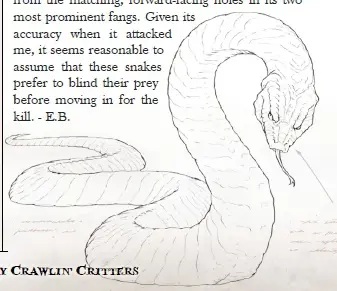 from the matching, forward-facing holes in its two
most prominent fangs. Given its
accuracy when it attacked
me, it seems reasonable to
assume that these snakes
prefer to blind their prey
before moving in for the
kill. - E.B.
Y CRAWLIN' CRITTERS